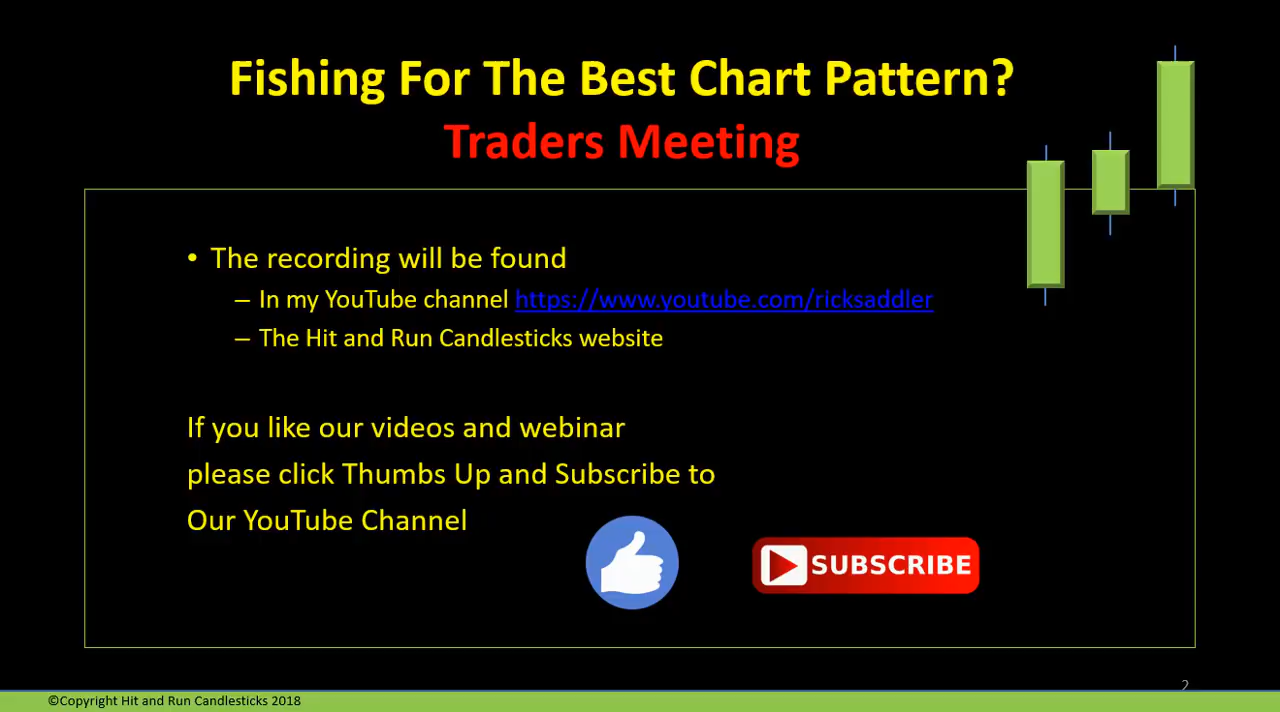 Fishing For The Best Chart Pattern?
Traders Meeting
• The recording will be found
– In my YouTube channel https://www.youtube.com/ricksaddler
– The Hit and Run Candlesticks website
If you like our videos and webinar
please click Thumbs Up and Subscribe to
Our YouTube Channel
SUBSCRIBE
2
©Copyright Hit and Run Candlesticks 2018